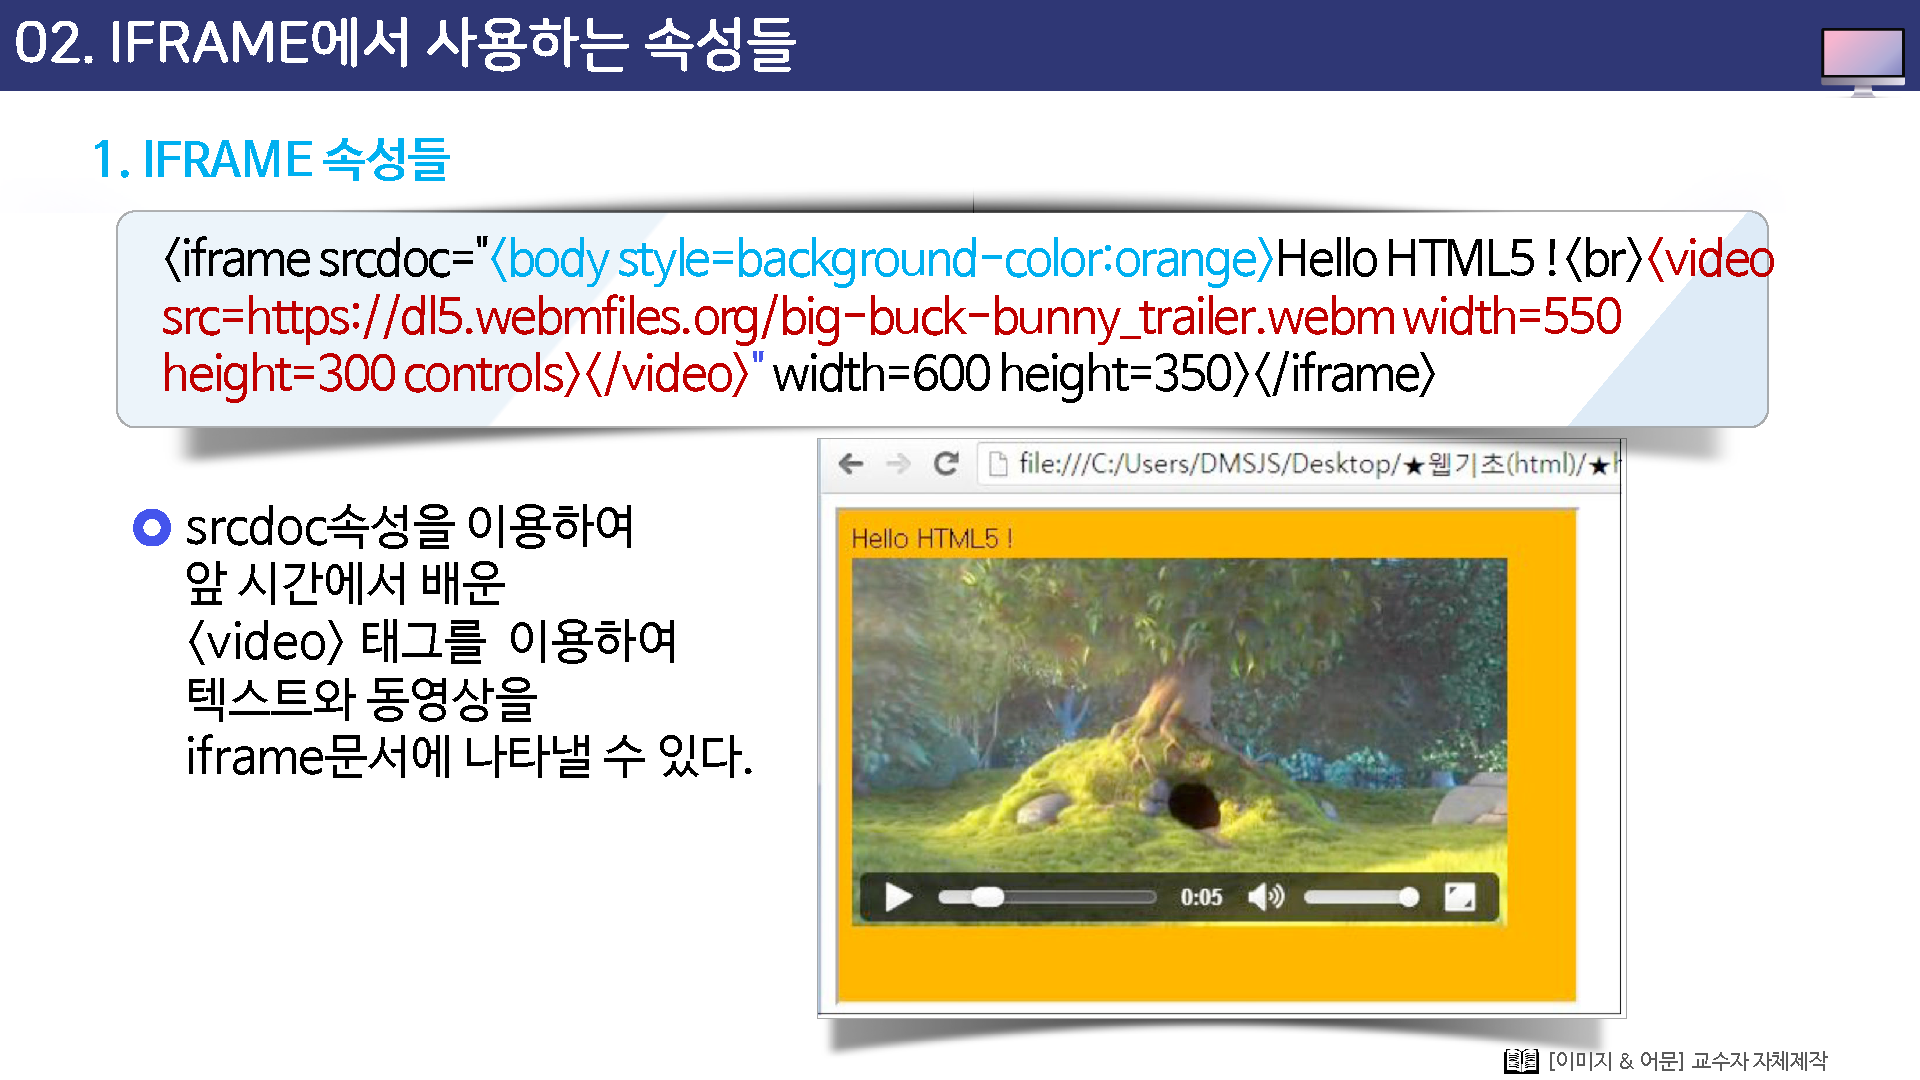 02. IFRAME에서 사용하는 속성들
1. IFRAME 속성들
<iframe srcdoc="<body style=background-color:orange>Hello HTML5 ! <br><video
src=https://dl5.webmfiles.org/big-buck-bunny_trailer.webm width=550
height=300 controls></video>" width=600 height=350></iframe>
srcdoc속성을 이용하여
앞 시간에서 배운
<video> 태그를 이용하여
텍스트와 동영상을
iframe문서에 나타낼 수 있다.
file:///C:/Users/DMSJS/Desktop/★웹기초(html)/★h
Hello HTML5 !
0:05
[이미지 & 어문] 교수자 자체제작